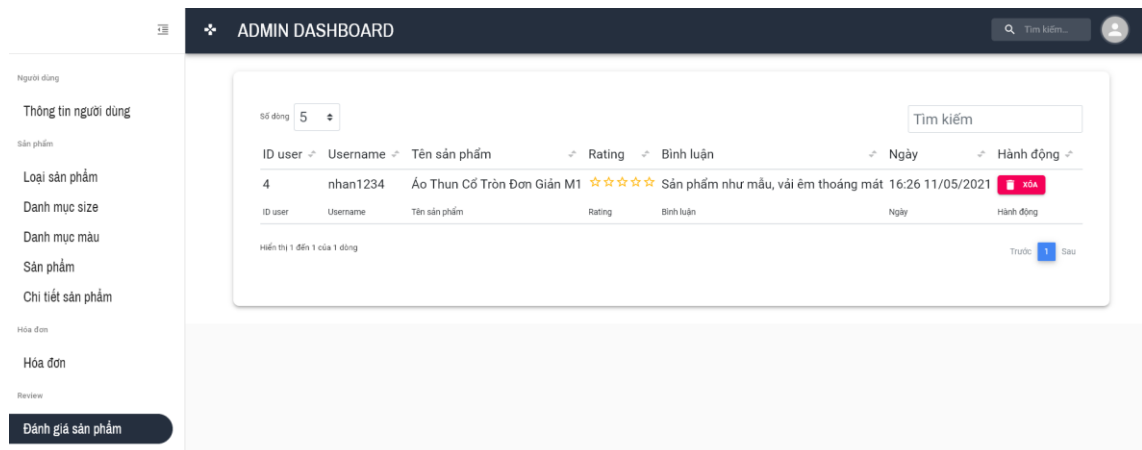 ADMIN DASHBOARD
Tìm kiếm...
Người dùng
Thông tin người dùng
Sản phẩm
Loại sản phẩm
Danh mục size
Danh mục màu
Sản phẩm
Chi tiết sản phẩm
Hóa đơn
Hóa đơn
Review
Đánh giá sản phẩm
Số dòng 5
Tìm kiếm
ID user Username Tên sản phẩm Rating Bình luận Ngày Hành động
4 nhan1234 Áo Thun Cổ Tròn Đơn Giản M1 Sản phẩm như mẫu, vải êm thoáng mát 16:26 11/05/2021 XÓA
ID user Username Tên sản phẩm Rating Bình luận Ngày Hành động
Hiển thị 1 đến 1 của 1 dòng
Trước 1 Sau